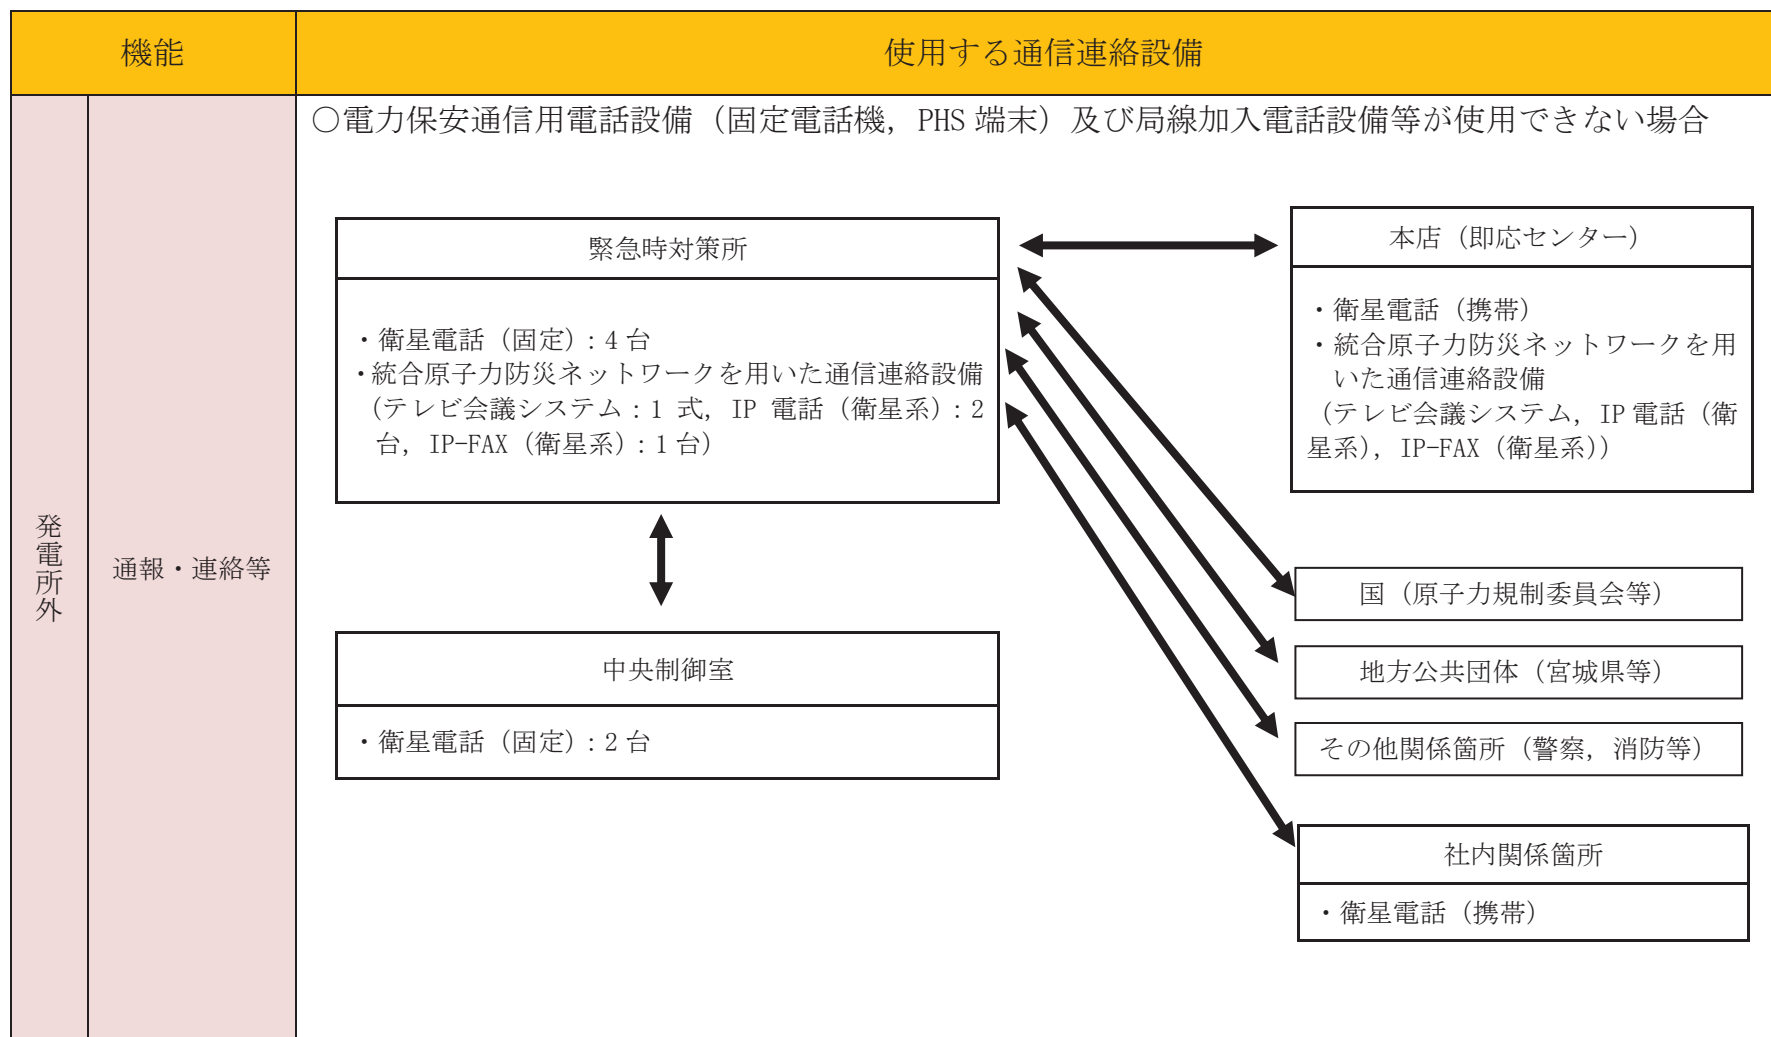 機能
使用する通信連絡設備
発電所外
通報・連絡等
○電力保安通信用電話設備（固定電話機，PHS 端末）及び局線加入電話設備等が使用できない場合
緊急時対策所
・衛星電話（固定）：4 台
・統合原子力防災ネットワークを用いた通信連絡設備
（テレビ会議システム：1 式，IP 電話（衛星系）：2
台，IP-FAX（衛星系）：1 台）
本店（即応センター）
・衛星電話（携帯）
・統合原子力防災ネットワークを用
いた通信連絡設備
（テレビ会議システム，IP 電話（衛
星系），IP-FAX（衛星系））
中央制御室
・衛星電話（固定）：2 台
国（原子力規制委員会等）
地方公共団体（宮城県等）
その他関係箇所（警察，消防等）
社内関係箇所
・衛星電話（携帯）